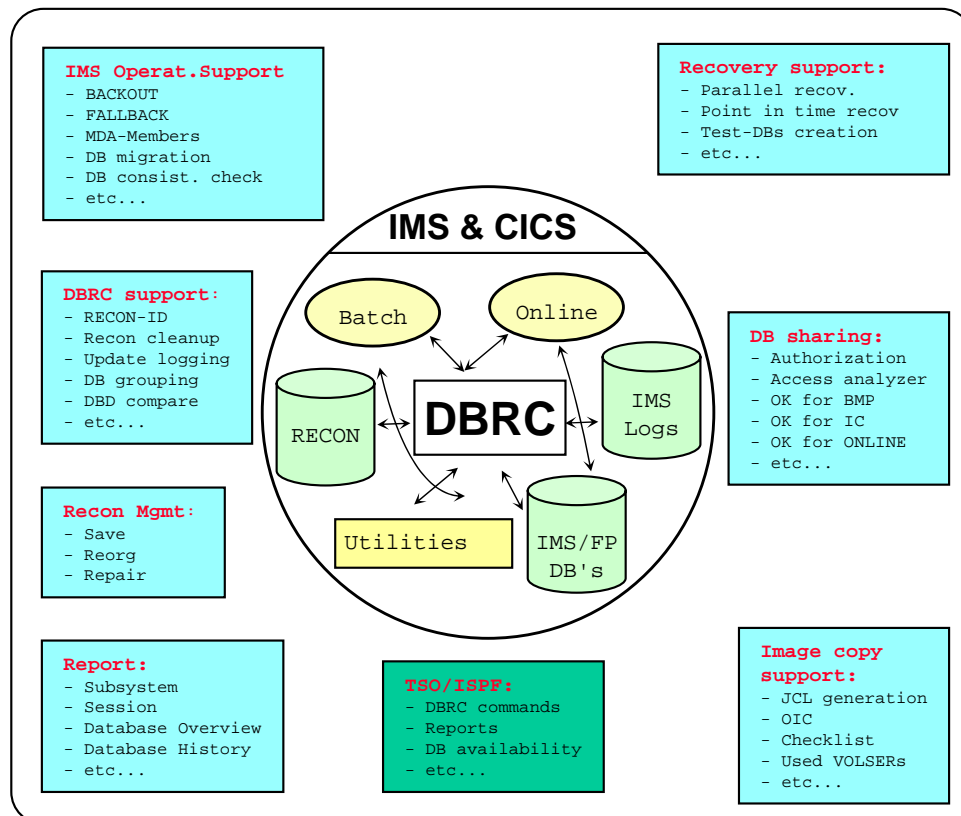 IMS Operat.Support
- BACKOUT
- FALLBACK
- MDA-Members
- DB migration
- DB consist. check
- etc...
Recovery support:
- Parallel recov.
- Point in time recov
- Test-DBs creation
- etc...
IMS & CICS
Batch
Online
DBRC
RECON
IMS
Logs
Utilities
IMS/FP
DB's
DBRC support:
- RECON-ID
- Recon cleanup
- Update logging
- DB grouping
- DBD compare
- etc...
DB sharing:
- Authorization
- Access analyzer
- OK for BMP
- OK for IC
- OK for ONLINE
- etc...
Recon Mgmt:
- Save
- Reorg
- Repair
Report:
- Subsystem
- Session
- Database Overview
- Database History
- etc...
TSO/ISPF:
- DBRC commands
- Reports
- DB availability
- etc...
Image copy
support:
- JCL generation
- OIC
- Checklist
- Used VOLSERs
- etc...